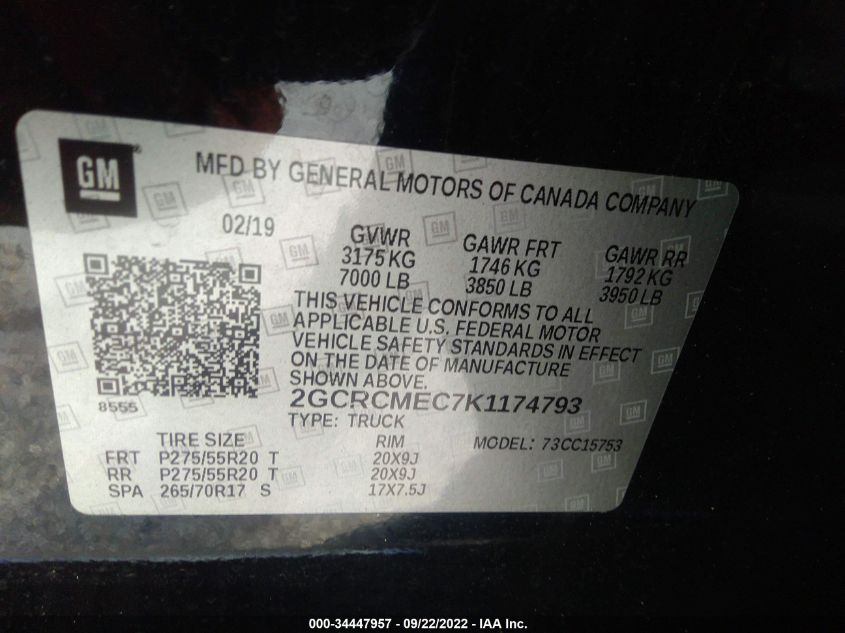 GM
MFD BY GENERAL MOTORS OF CANADA COMPANY
02/19
GVWR
3175 KG
7000 LB
GAWR FRT
1746 KG
3850 LB
GAWR RR
1792 KG
3950 LB
THIS VEHICLE CONFORMS TO ALL
APPLICABLE U.S. FEDERAL MOTOR
VEHICLE SAFETY STANDARDS IN EFFECT
ON THE DATE OF MANUFACTURE
SHOWN ABOVE.
8555
2GCRCMEC7K1174793
TYPE: TRUCK
TIRE SIZE RIM MODEL: 73CC15753
FRT P275/55R20 T 20X9J
RR P275/55R20 T 20X9J
SPA 265/70R17 S 17X7.5J
000-34447957 - 09/22/2022 - IAA Inc.